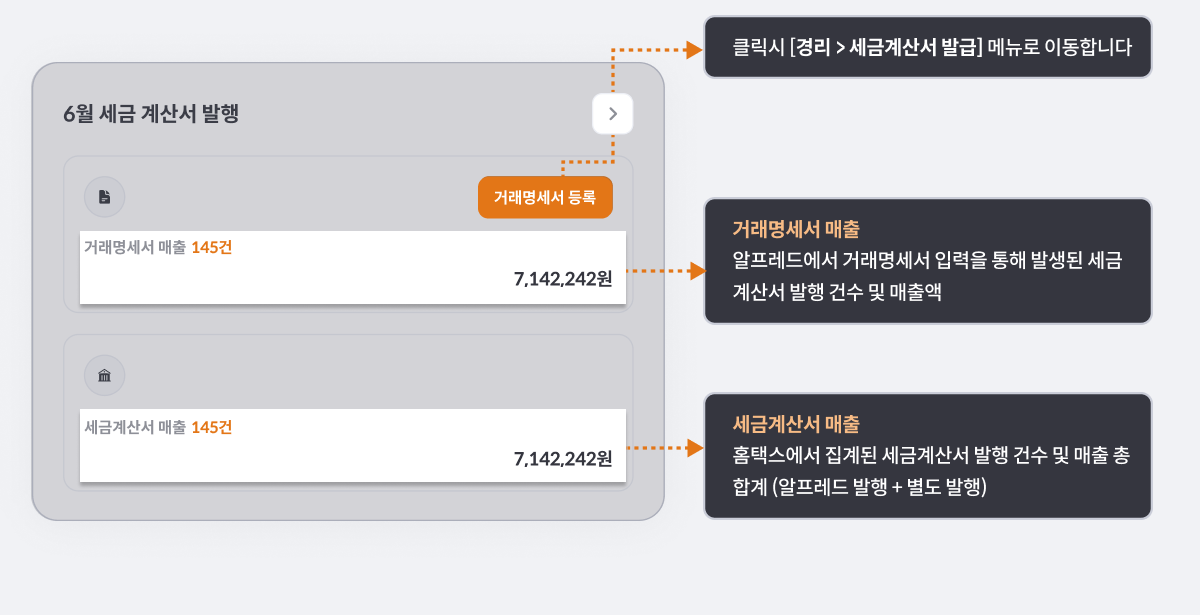 클릭시 [경리 > 세금계산서 발급] 메뉴로 이동합니다
6월 세금 계산서 발행
거래명세서 등록
거래명세서 매출 145건
7,142,242원
거래명세서 매출
알프레드에서 거래명세서 입력을 통해 발생된 세금
계산서 발행 건수 및 매출액
세금계산서 매출 145건
7,142,242원
세금계산서 매출
홈택스에서 집계된 세금계산서 발행 건수 및 매출 총
합계 (알프레드 발행 + 별도 발행)